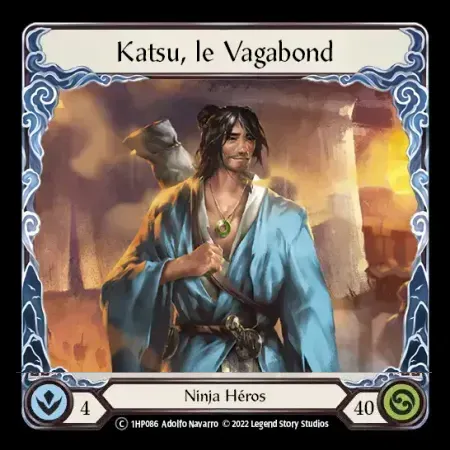 Katsu, le Vagabond
4
Ninja Héros
40
C 1HP086 Adolfo Navarro © 2022 Legend Story Studios